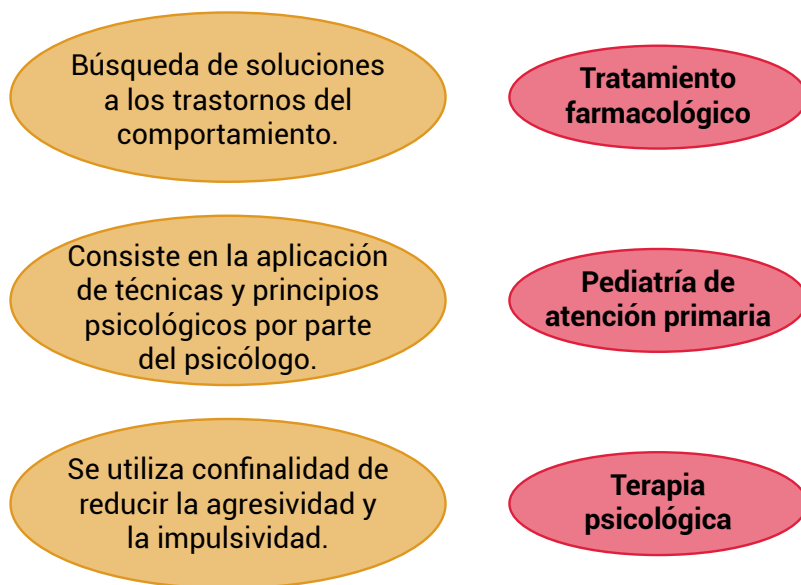 Búsqueda de soluciones
a los trastornos del
comportamiento.
Tratamiento
farmacológico
Consiste en la aplicación
de técnicas y principios
psicológicos por parte
del psicólogo.
Pediatría de
atención primaria
Se utiliza confinalidad de
reducir la agresividad y
la impulsividad.
Terapia
psicológica